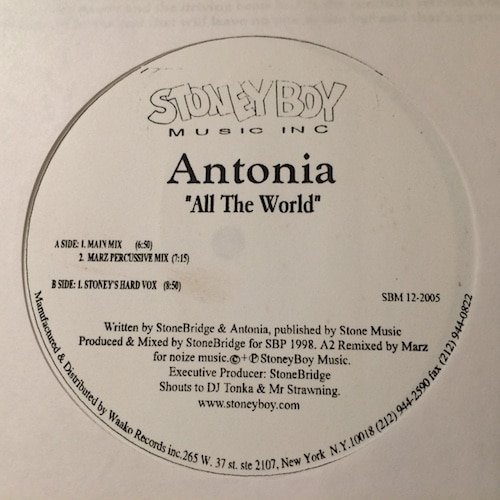 STONEYBOY
MUSIC INC
Antonia
"All The World"
A SIDE: 1. MAIN MIX (6:50)
2. MARZ PERCUSSIVE MIX (7:15)
B SIDE: 1. STONEY'S HARD VOX (8:50)
SBM 12-2005
Written by StoneBridge & Antonia, published by Stone Music
Produced & Mixed by StoneBridge for SBP 1998. A2 Remixed by Marz
for noize music.©+℗StoneyBoy Music.
Executive Producer: StoneBridge
Shouts to DJ Tonka & Mr Strawning.
www.stoneyboy.com
Manufactured & Distributed by Waako Records inc.265 W. 37 st. ste 2107, New York N.Y.10018 (212) 944-2590 fax (212) 944-0822